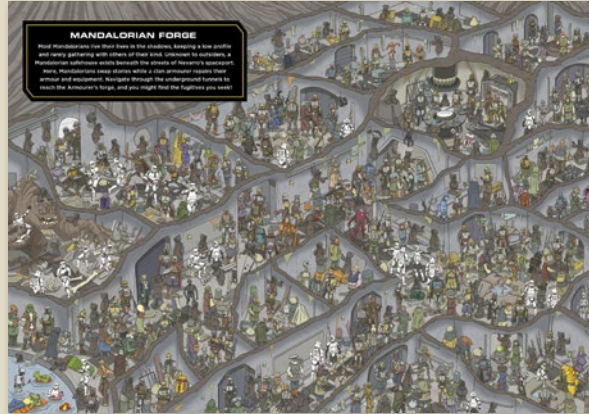 MANDALORIAN FORGE
Most Mandalorians live their lives in the shadows, keeping a low profile
and rarely gathering with others of their kind. Unknown to outsiders, a
Mandalorian safehouse exists beneath the streets of Nevarro's spaceport.
Here, Mandalorians swap stories while a clan armourer repairs their
armour and equipment. Navigate through the underground tunnels to
reach the Armourer's forge, and you might find the fugitives you seek!